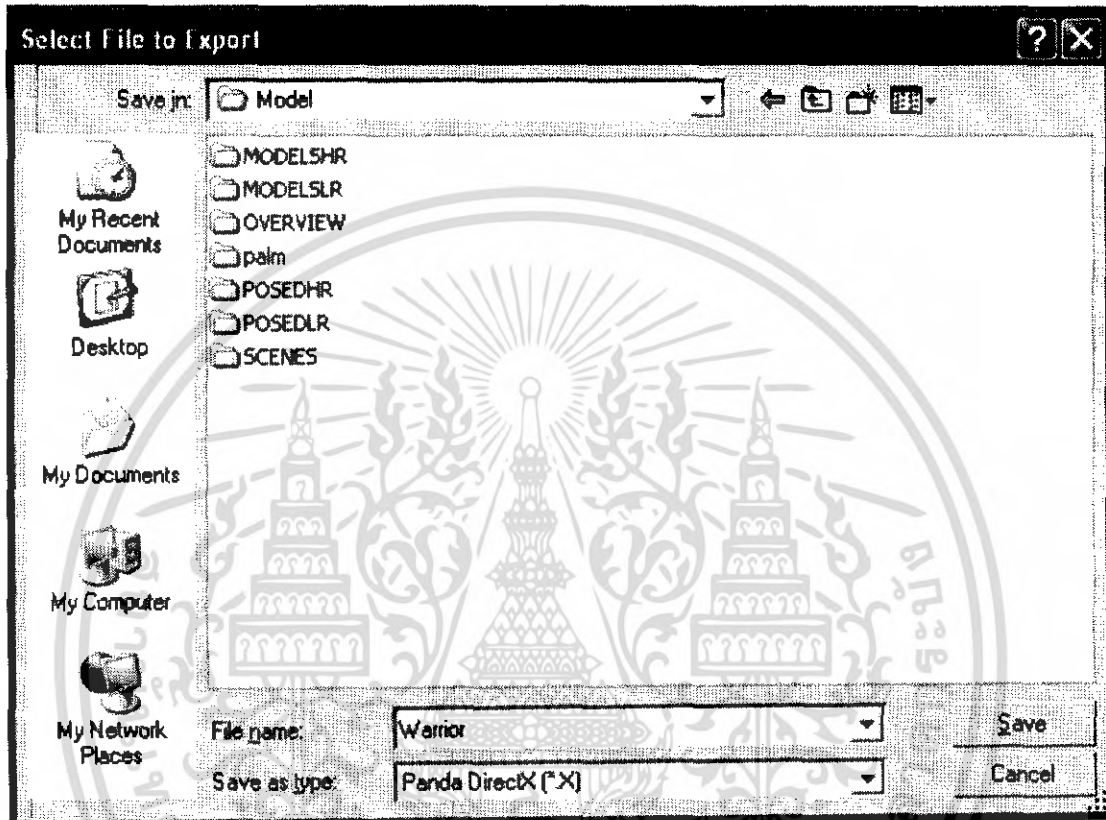 Select File to Export
Save in: Model
MODELSHR
MODELSLR
OVERVIEW
palm
POSEDHR
POSEDLR
SCENES
My Recent
Documents
Desktop
My Documents
My Computer
My Network
Places
File name: Warrior
Save as type: Panda DirectX (*.X)
Save
Cancel